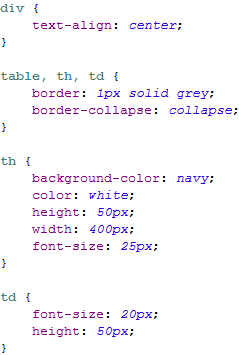 div {
    text-align: center;
}

table, th, td {
    border: 1px solid grey;
    border-collapse: collapse;
}

th {
    background-color: navy;
    color: white;
    height: 50px;
    width: 400px;
    font-size: 25px;
}

td {
    font-size: 20px;
    height: 50px;
}